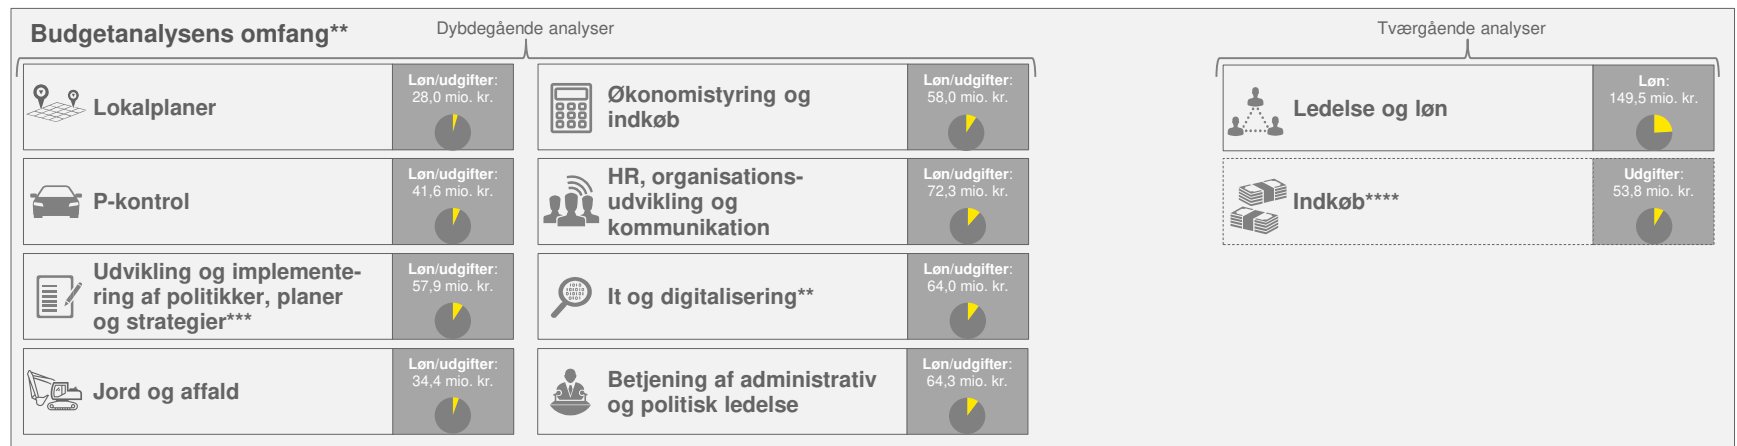 Budgetanalysens omfang**
Dybdegående analyser
Lokalplaner
Løn/udgifter:
28,0 mio. kr.
P-kontrol
Løn/udgifter:
41,6 mio. kr.
Udvikling og implemente-
ring af politikker, planer
og strategier***
Løn/udgifter:
57,9 mio. kr.
Jord og affald
Løn/udgifter:
34,4 mio. kr.
Økonomistyring og
indkøb
Løn/udgifter:
58,0 mio. kr.
HR, organisations-
udvikling og
kommunikation
Løn/udgifter:
72,3 mio. kr.
It og digitalisering**
Løn/udgifter:
64,0 mio. kr.
Betjening af administrativ
og politisk ledelse
Løn/udgifter:
64,3 mio. kr.
Tværgående analyser
Ledelse og løn
Løn:
149,5 mio. kr.
Indkøb****
Udgifter:
53,8 mio. kr.